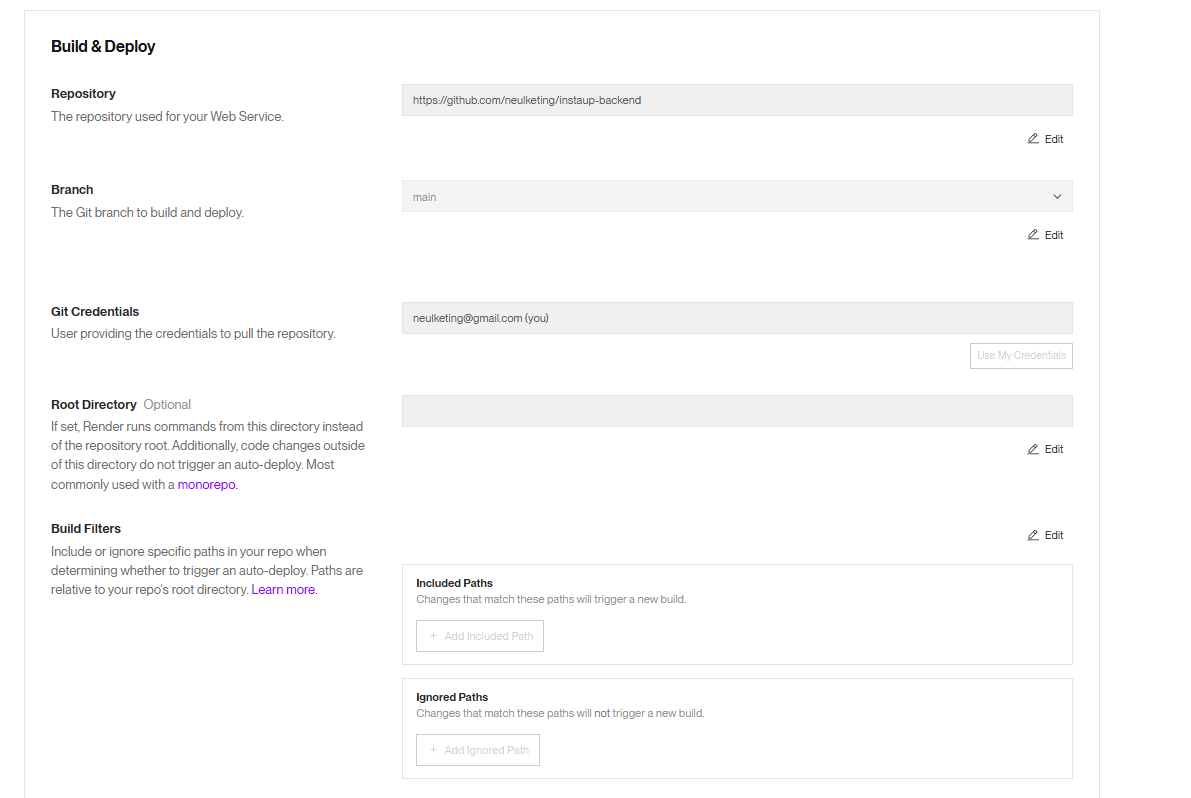 Build & Deploy
Repository
The repository used for your Web Service.
https://github.com/neulketing/instaup-backend
Edit
Branch
The Git branch to build and deploy.
main
Edit
Git Credentials
User providing the credentials to pull the repository.
neulketing@gmail.com (you)
Use My Credentials
Root Directory Optional
If set, Render runs commands from this directory instead
of the repository root. Additionally, code changes outside
of this directory do not trigger an auto-deploy. Most
commonly used with a monorepo.
Edit
Build Filters
Include or ignore specific paths in your repo when
determining whether to trigger an auto-deploy. Paths are
relative to your repo's root directory. Learn more.
Edit
Included Paths
Changes that match these paths will trigger a new build.
+ Add Included Path
Ignored Paths
Changes that match these paths will not trigger a new build.
+ Add Ignored Path